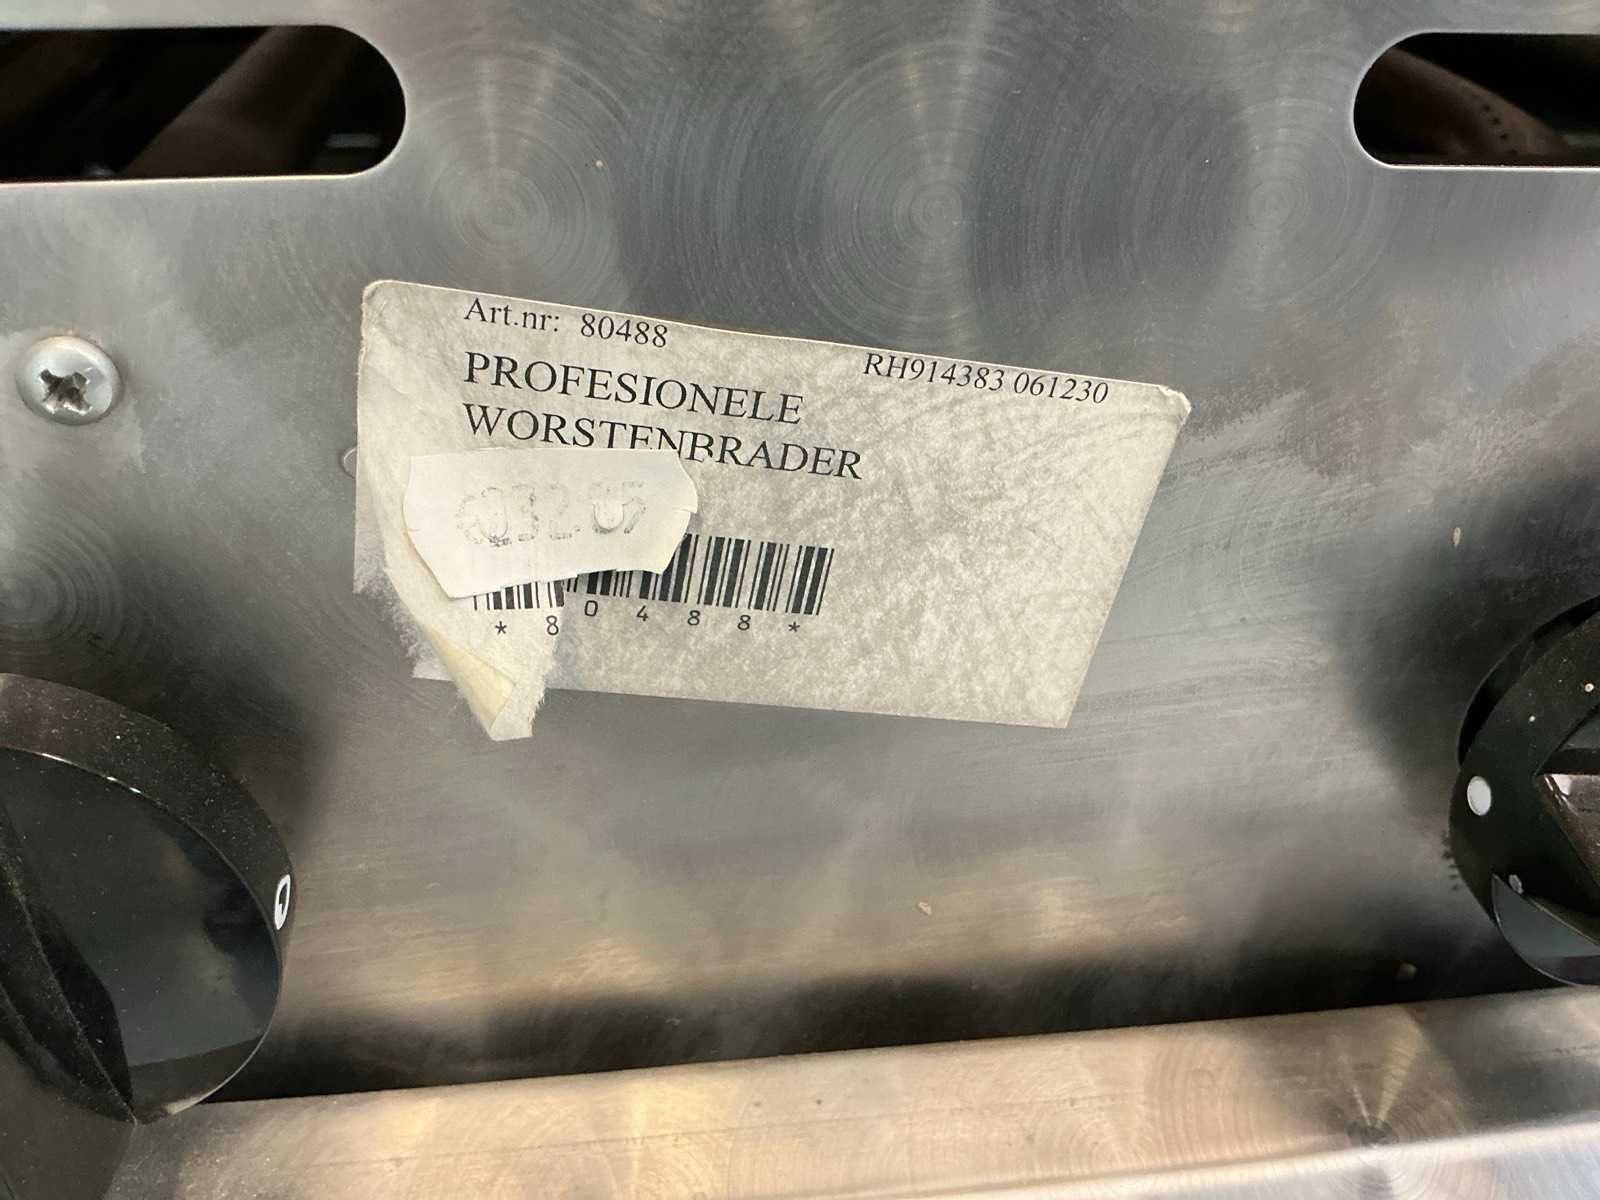 Art.nr: 80488
RH914383 061230
PROFESIONELE
WORSTENBRADER
*80488*